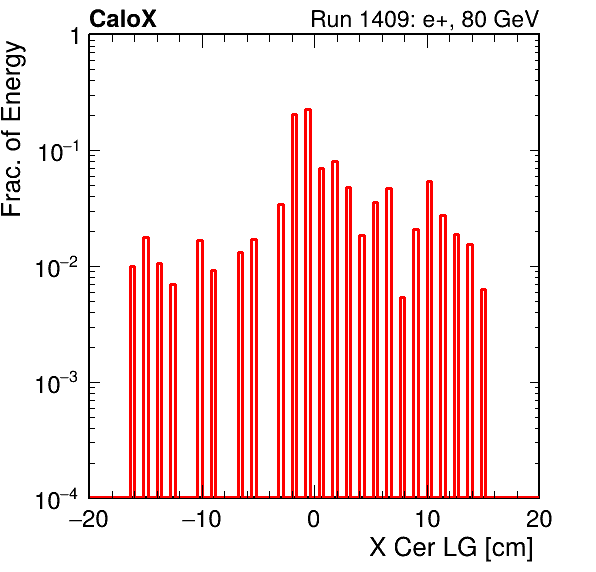 CaloX Run 1409: e+, 80 GeV
Frac. of Energy
1
10⁻¹
10⁻²
10⁻³
10⁻⁴
−20 −10 0 10 20
X Cer LG [cm]